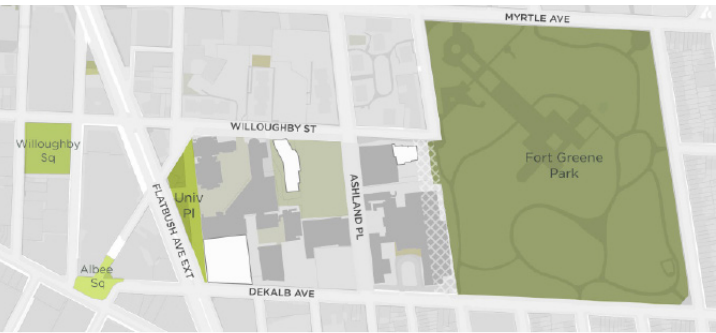 MYRTLE AVE
WILLOUGHBY ST
Willoughby
Sq
Fort Greene
Park
Univ
Pl
ASHLAND PL
FLATBUSH AVE EXT
Albee
Sq
DEKALB AVE